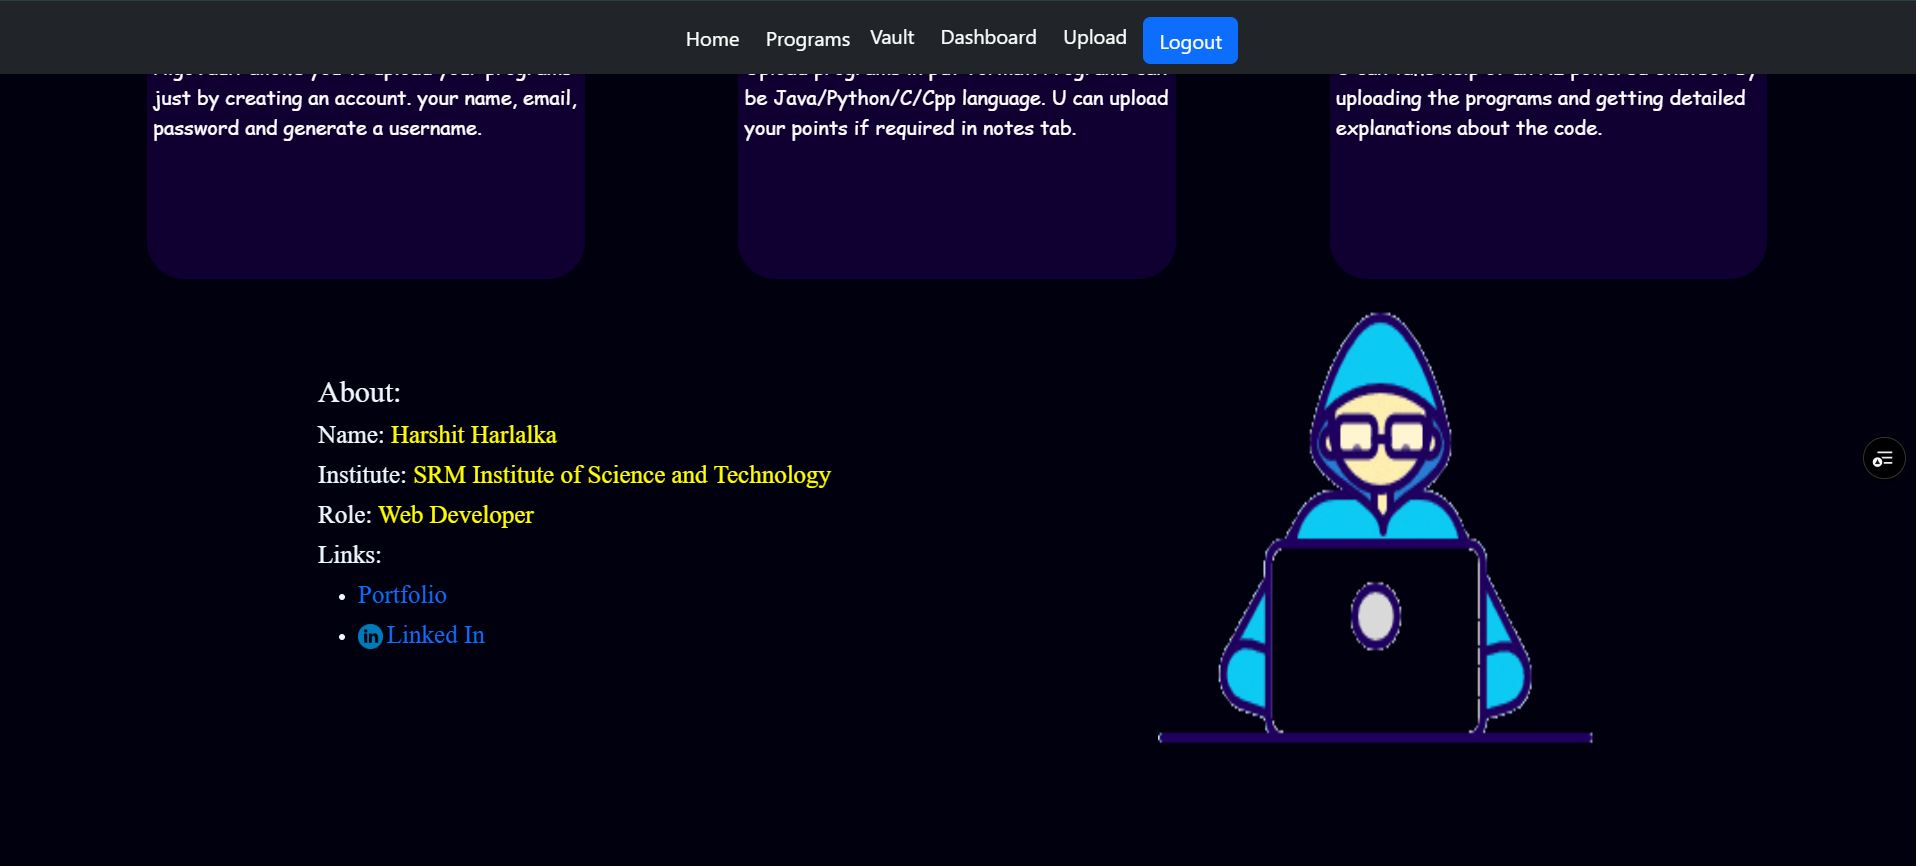 Home Programs Vault Dashboard Upload Logout
just by creating an account. your name, email,
password and generate a username.
be Java/Python/C/Cpp language. U can upload
your points if required in notes tab.
uploading the programs and getting detailed
explanations about the code.
About:
Name: Harshit Harlalka
Institute: SRM Institute of Science and Technology
Role: Web Developer
Links:
Portfolio
in Linked In